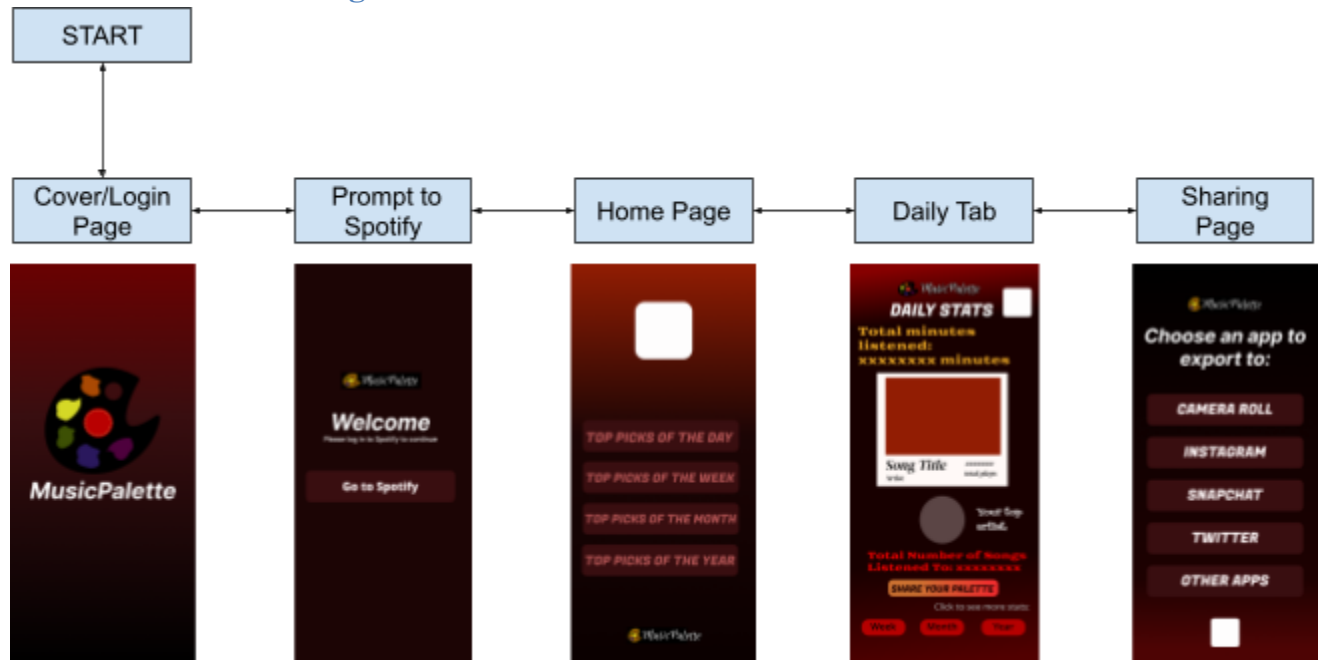 START
Cover/Login
Page
Prompt to
Spotify
Home Page
Daily Tab
Sharing
Page
MusicPalette
MusicPalette
Welcome
Please log in to Spotify to continue
Go to Spotify
TOP PICKS OF THE DAY
TOP PICKS OF THE WEEK
TOP PICKS OF THE MONTH
TOP PICKS OF THE YEAR
MusicPalette
MusicPalette
DAILY STATS
Total minutes
listened:
xxxxxxxx minutes
Song Title
Artist
xxxxxxxx
total plays
Your top
artist.
Total Number of Songs
Listened To: xxxxxxxx
SHARE YOUR PALETTE
Click to see more stats:
Week
Month
Year
MusicPalette
Choose an app to
export to:
CAMERA ROLL
INSTAGRAM
SNAPCHAT
TWITTER
OTHER APPS